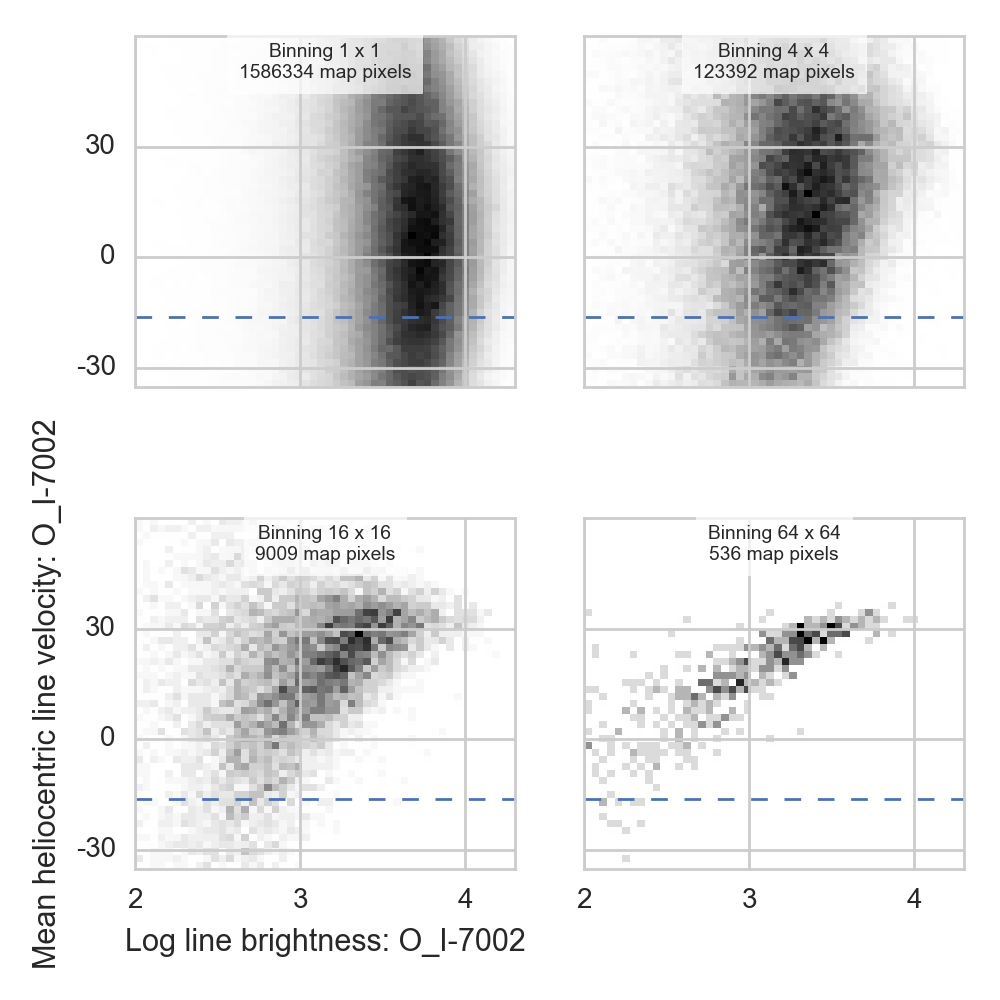 Binning 1 x 1
1586334 map pixels
Binning 4 x 4
123392 map pixels
30
0
-30
Mean heliocentric line velocity: O_I-7002
Binning 16 x 16
9009 map pixels
Binning 64 x 64
536 map pixels
30
0
-30
2
3
4
2
3
4
Log line brightness: O_I-7002